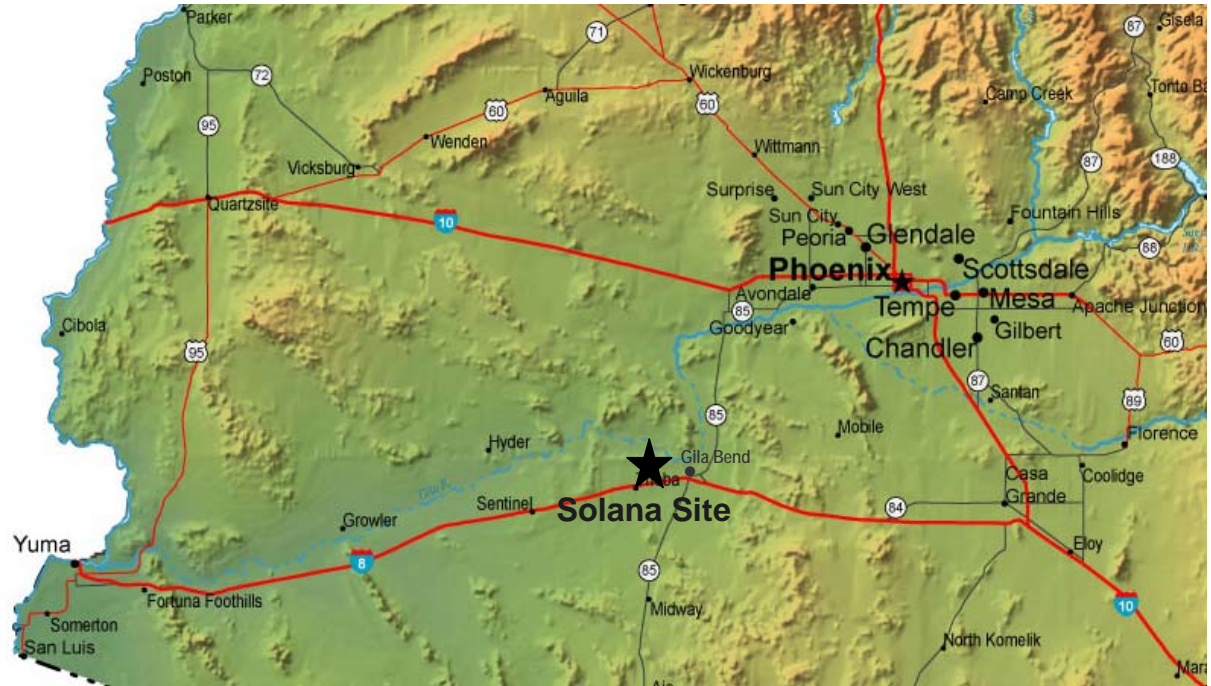 Parker
71
87
Gisela
Poston
72
Wickenburg
Tonto Ba
Aguila
Camp Creek
60
60
95
Wenden
Wittmann
87
188
Vicksburg
Surprise
Sun City West
Quartzsite
10
Sun City
Fountain Hills
Peoria
Glendale
88
Phoenix
Scottsdale
Avondale
Tempe
Mesa
Apache Junction
85
Cibola
Goodyear
Gilbert
Chandler
60
95
87
Santan
89
85
Mobile
Florence
Hyder
Gila Bend
Casa
Grande
Coolidge
Gila R.
Sentinel
Solana Site
84
Growler
Yuma
8
Eloy
85
Fortuna Foothills
Midway
10
Somerton
San Luis
North Komelik
Mara